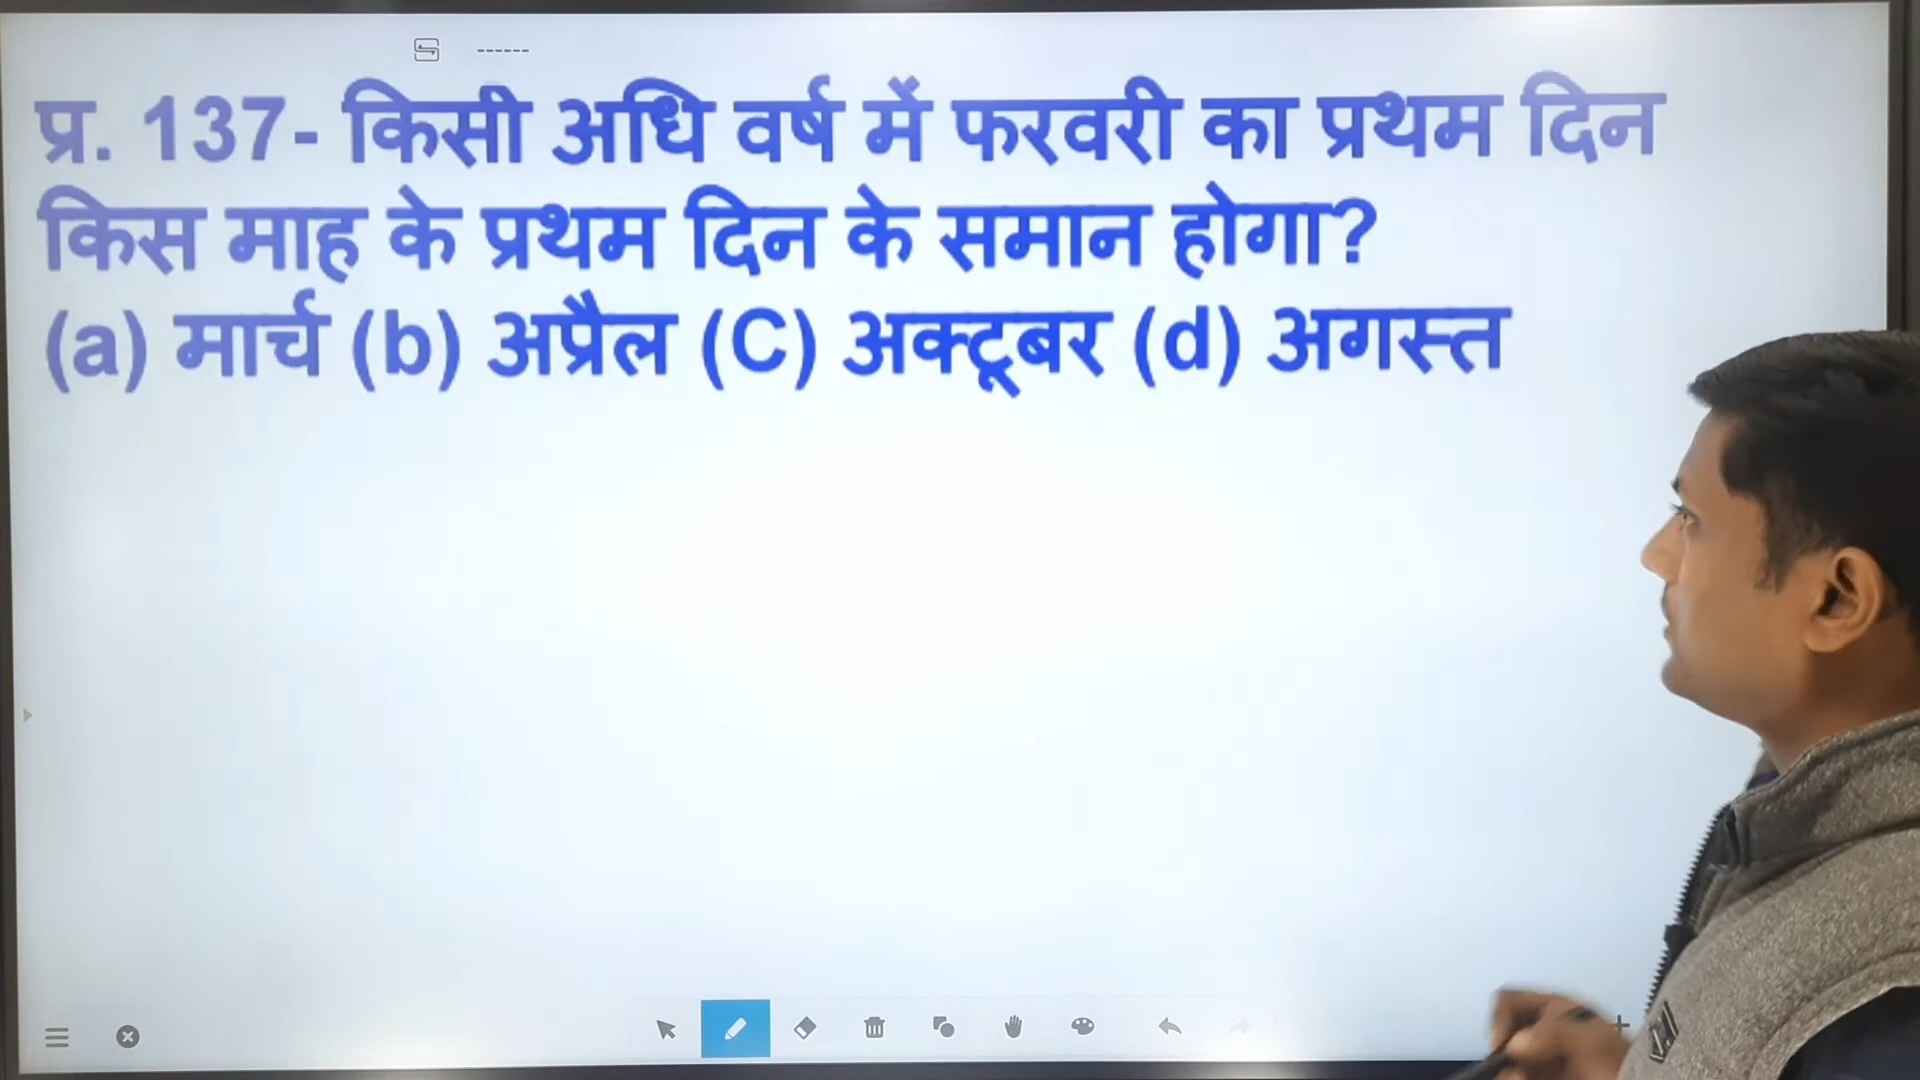 प्र. 137- किसी अधि वर्ष में फरवरी का प्रथम दिन
किस माह के प्रथम दिन के समान होगा?
(a) मार्च (b) अप्रैल (C) अक्टूबर (d) अगस्त